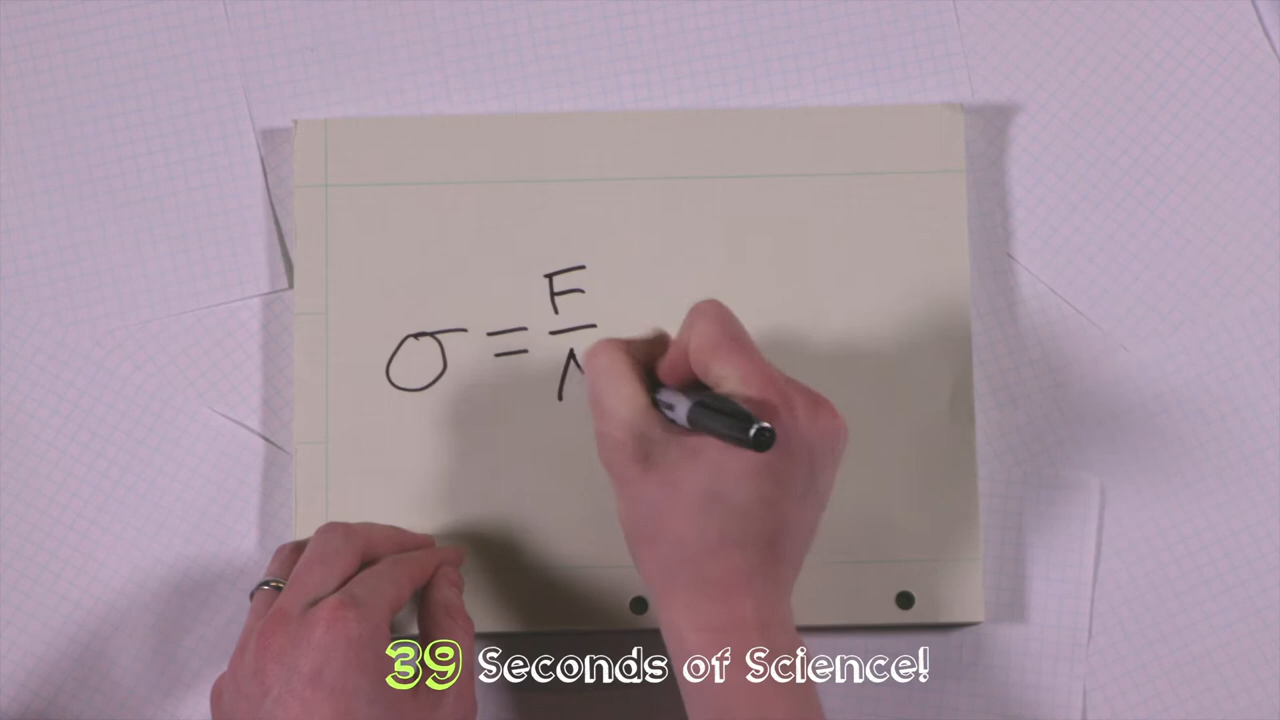 σ = F
39 Seconds of Science!